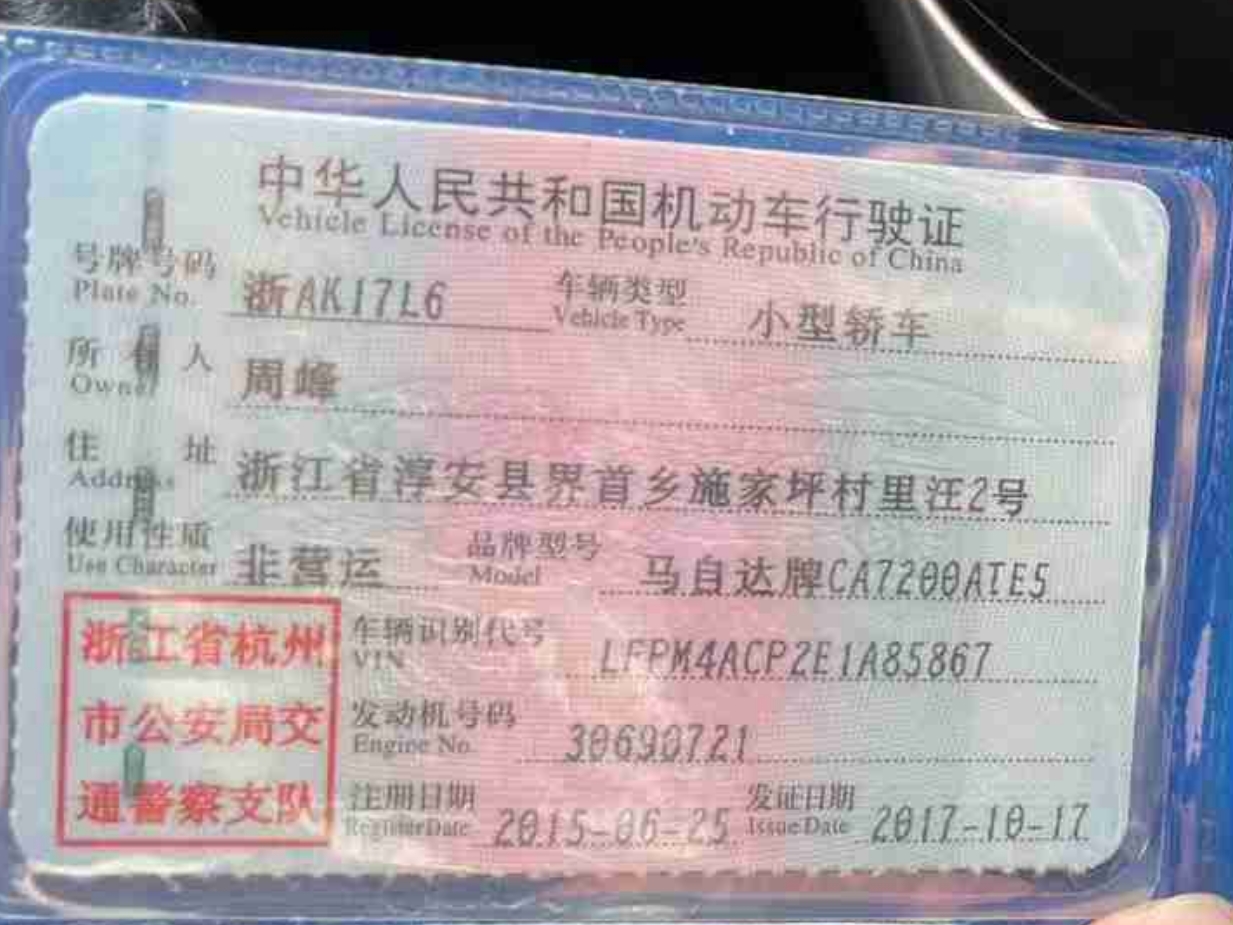 中华人民共和国机动车行驶证
Vehicle License of the People's Republic of China
号牌号码 浙AK17L6 车辆类型 小型轿车
Plate No. Vehicle Type
所有人 周峰
Owner
住址 浙江省淳安县界首乡施家坪村里汪2号
Address
使用性质 非营运 品牌型号 马自达牌CA7200ATE5
Use Character Model
浙江省杭州
市公安局交
通警察支队
车辆识别代号 LFPM4ACP2E1A85867
VIN
发动机号码 30690721
Engine No.
注册日期 2015-06-25 发证日期 2017-10-17
Register Date Issue Date